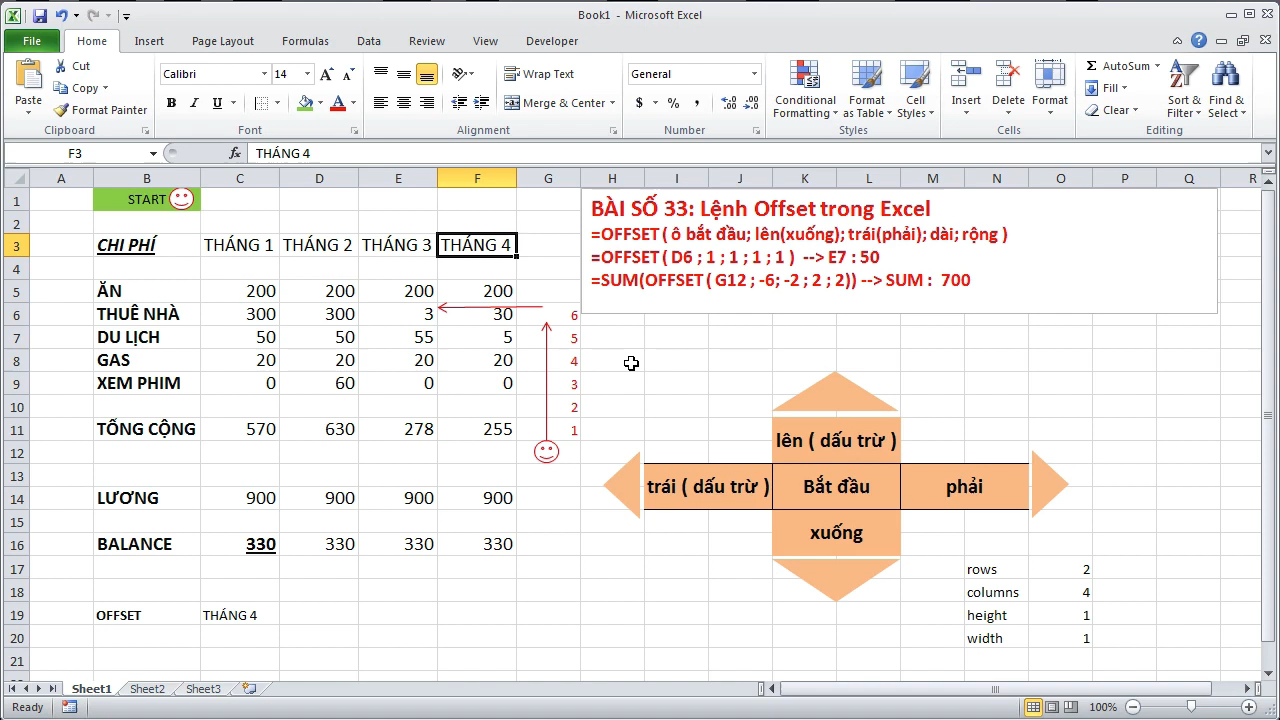 Book1 - Microsoft Excel
File Home Insert Page Layout Formulas Data Review View Developer
Cut
Copy
Format Painter
Paste
Clipboard
Calibri 14
B I U
Font
Wrap Text
Merge & Center
Alignment
General
$ % ,
Number
Conditional Formatting
Format as Table
Cell Styles
Styles
Insert Delete Format
Cells
AutoSum
Fill
Clear
Sort & Filter
Find & Select
Editing
F3 fx THÁNG 4
A B C D E F G H I J K L M N O P Q R
1 START
2
3 CHI PHÍ THÁNG 1 THÁNG 2 THÁNG 3 THÁNG 4
4
5 ĂN 200 200 200 200
6 THUÊ NHÀ 300 300 3 30 6
7 DU LỊCH 50 50 55 5 5
8 GAS 20 20 20 20 4
9 XEM PHIM 0 60 0 0 3
10 2
11 TỔNG CỘNG 570 630 278 255 1
12
13
14 LƯƠNG 900 900 900 900
15
16 BALANCE 330 330 330 330
17
18
19 OFFSET THÁNG 4
20
21
BÀI SỐ 33: Lệnh Offset trong Excel
=OFFSET ( ô bắt đầu; lên(xuống); trái(phải); dài; rộng )
=OFFSET ( D6 ; 1 ; 1 ; 1 ; 1 ) --> E7 : 50
=SUM(OFFSET ( G12 ; -6; -2 ; 2 ; 2)) --> SUM : 700
lên ( dấu trừ )
trái ( dấu trừ ) Bắt đầu phải
xuống
rows 2
columns 4
height 1
width 1
Sheet1 Sheet2 Sheet3
Ready 100%